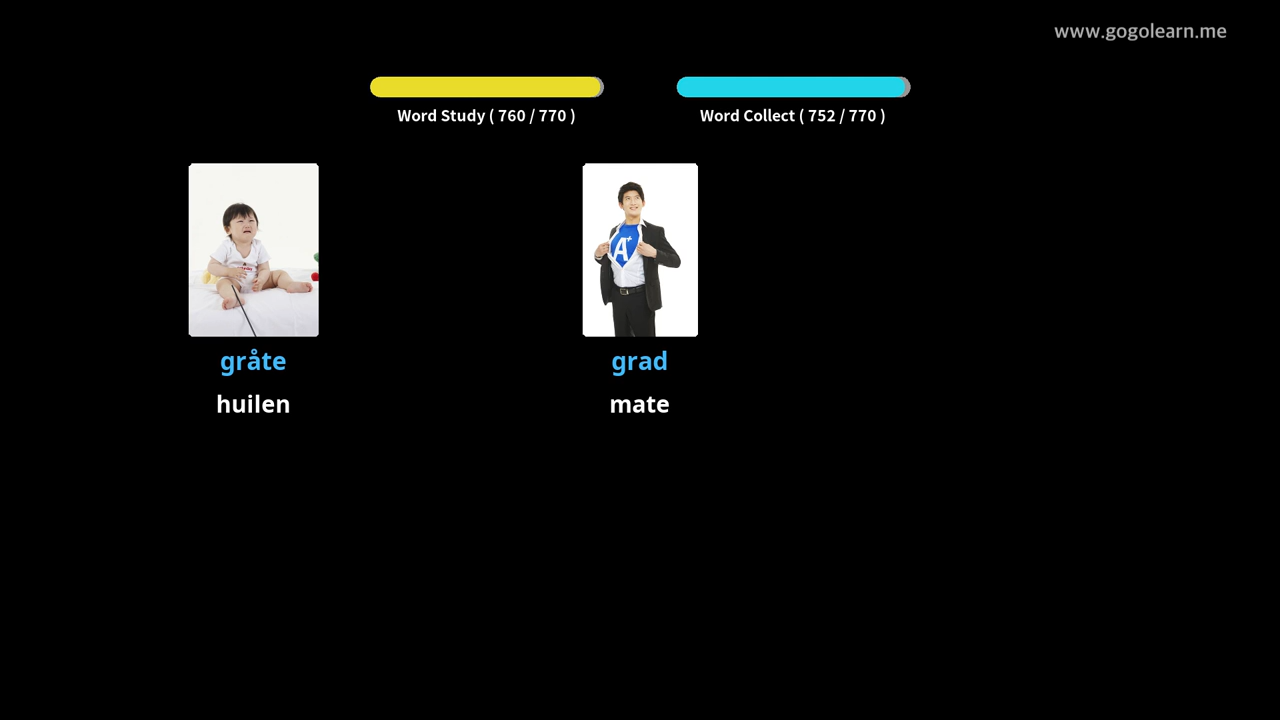 www.gogolearn.me
Word Study ( 760 / 770 )
Word Collect ( 752 / 770 )
A+
gråte
grad
huilen
mate